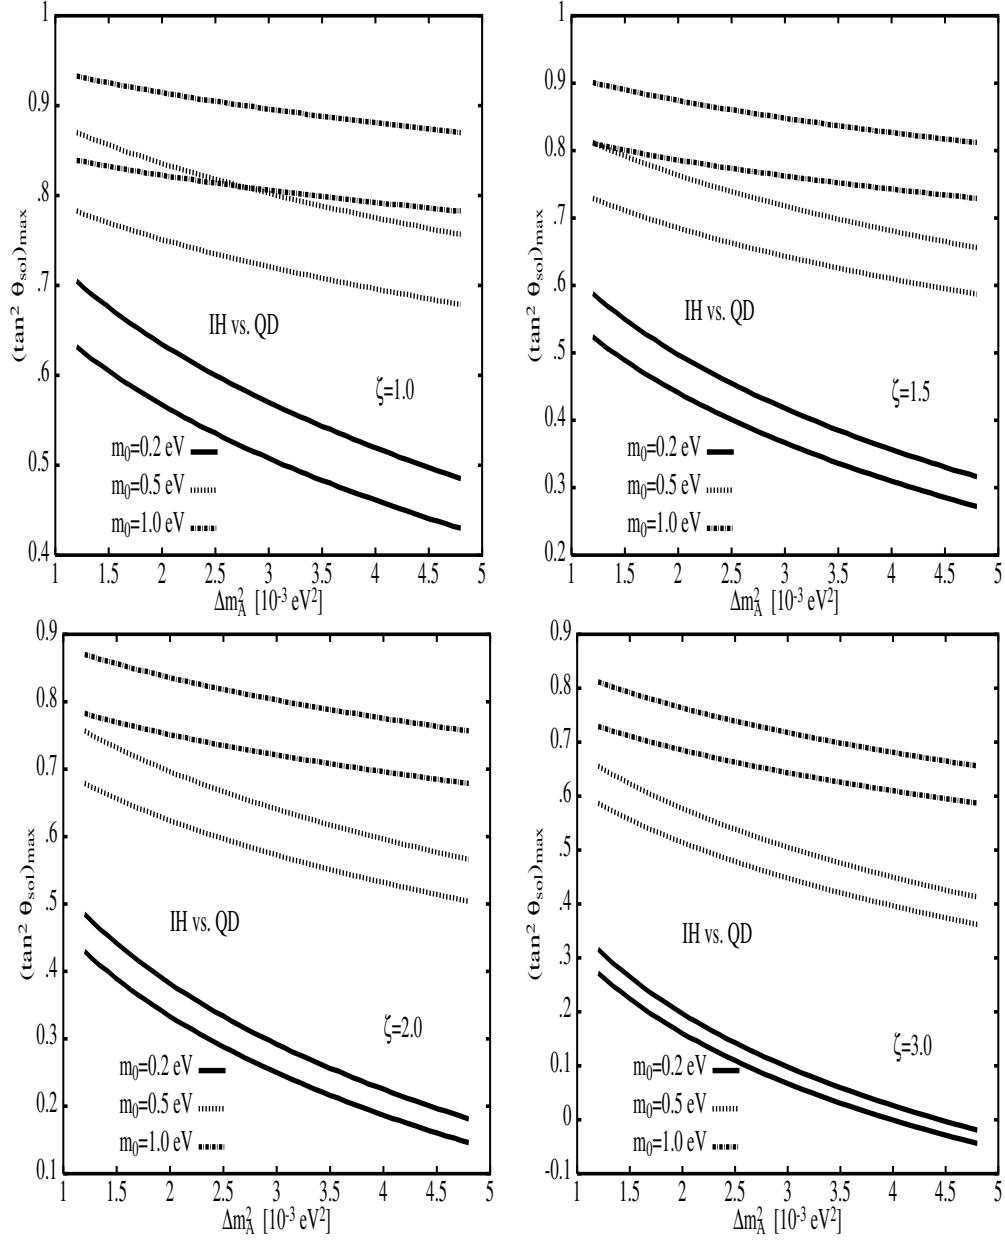 1
0.9
.8
.7
.6
0.5
0.4
(tan² θsol)max
IH vs. QD
ζ=1.0
m0=0.2 eV
m0=0.5 eV
m0=1.0 eV
1 1.5 2 2.5 3 3.5 4 4.5 5
Δm²A [10⁻³ eV²]
1
0.9
0.8
.7
.6
.5
0.4
0.3
0.2
(tan² θsol)max
IH vs. QD
ζ=1.5
m0=0.2 eV
m0=0.5 eV
m0=1.0 eV
1 1.5 2 2.5 3 3.5 4 4.5 5
Δm²A [10⁻³ eV²]
0.9
0.8
0.7
.6
.5
.4
0.3
0.2
0.1
(tan² θsol)max
IH vs. QD
ζ=2.0
m0=0.2 eV
m0=0.5 eV
m0=1.0 eV
1 1.5 2 2.5 3 3.5 4 4.5 5
Δm²A [10⁻³ eV²]
0.9
0.8
0.7
.6
.5
.4
.3
.2
0.1
0
-0.1
(tan² θsol)max
IH vs. QD
ζ=3.0
m0=0.2 eV
m0=0.5 eV
m0=1.0 eV
1 1.5 2 2.5 3 3.5 4 4.5 5
Δm²A [10⁻³ eV²]